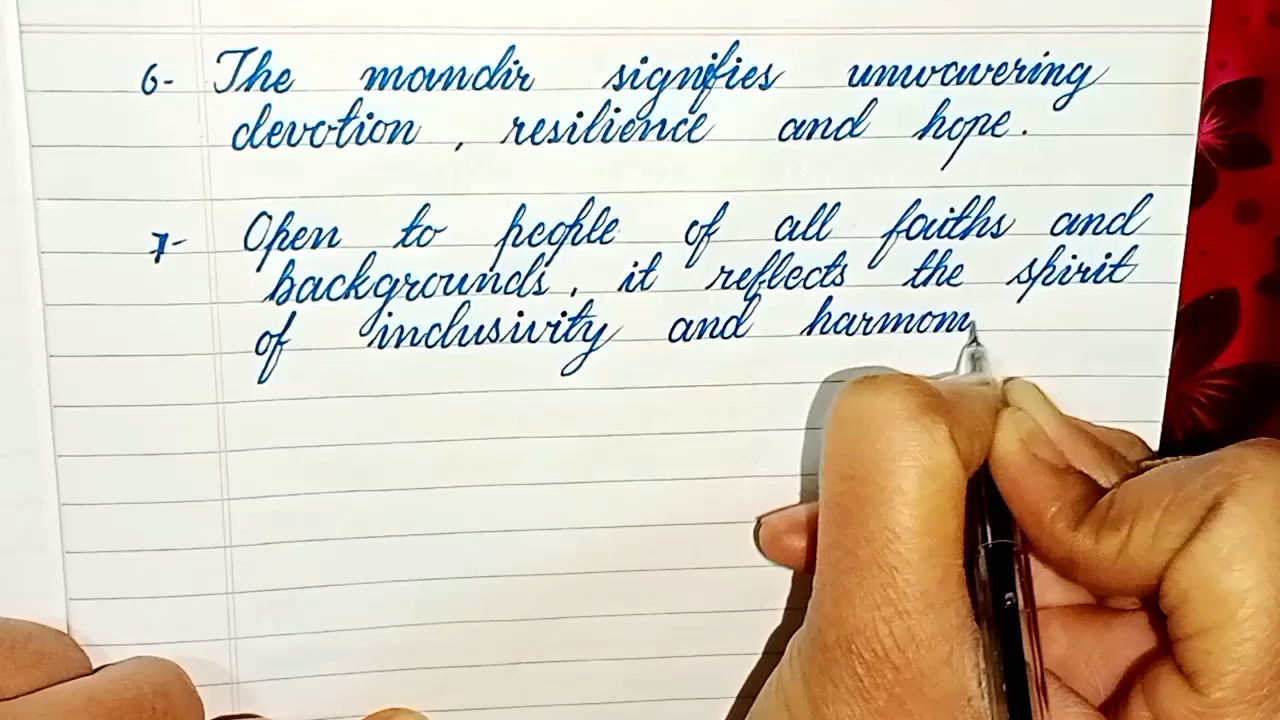 6- The mandir signifies unwavering
devotion, resilience and hope.
7- Open to people of all faiths and
backgrounds, it reflects the spirit
of inclusivity and harmon